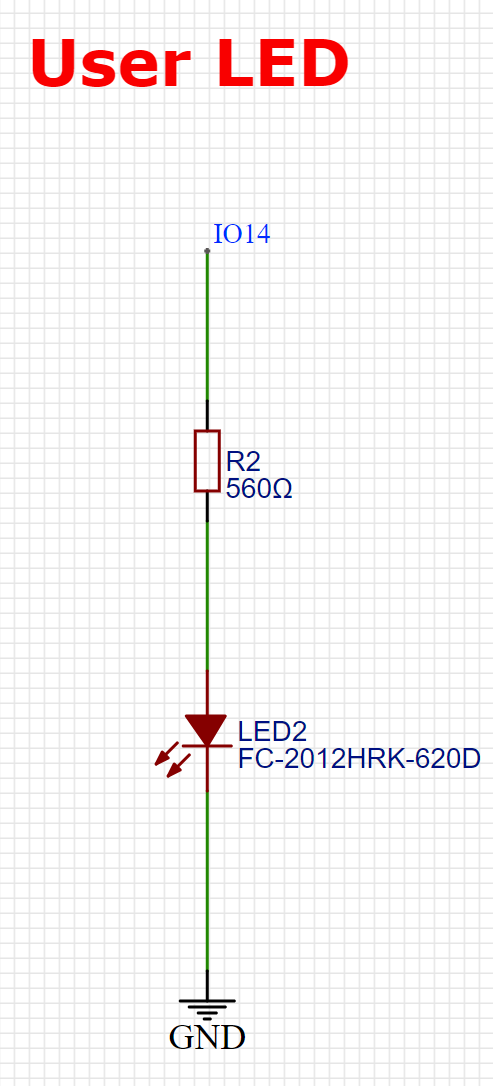 User LED
IO14
R2
560Ω
LED2
FC-2012HRK-620D
GND